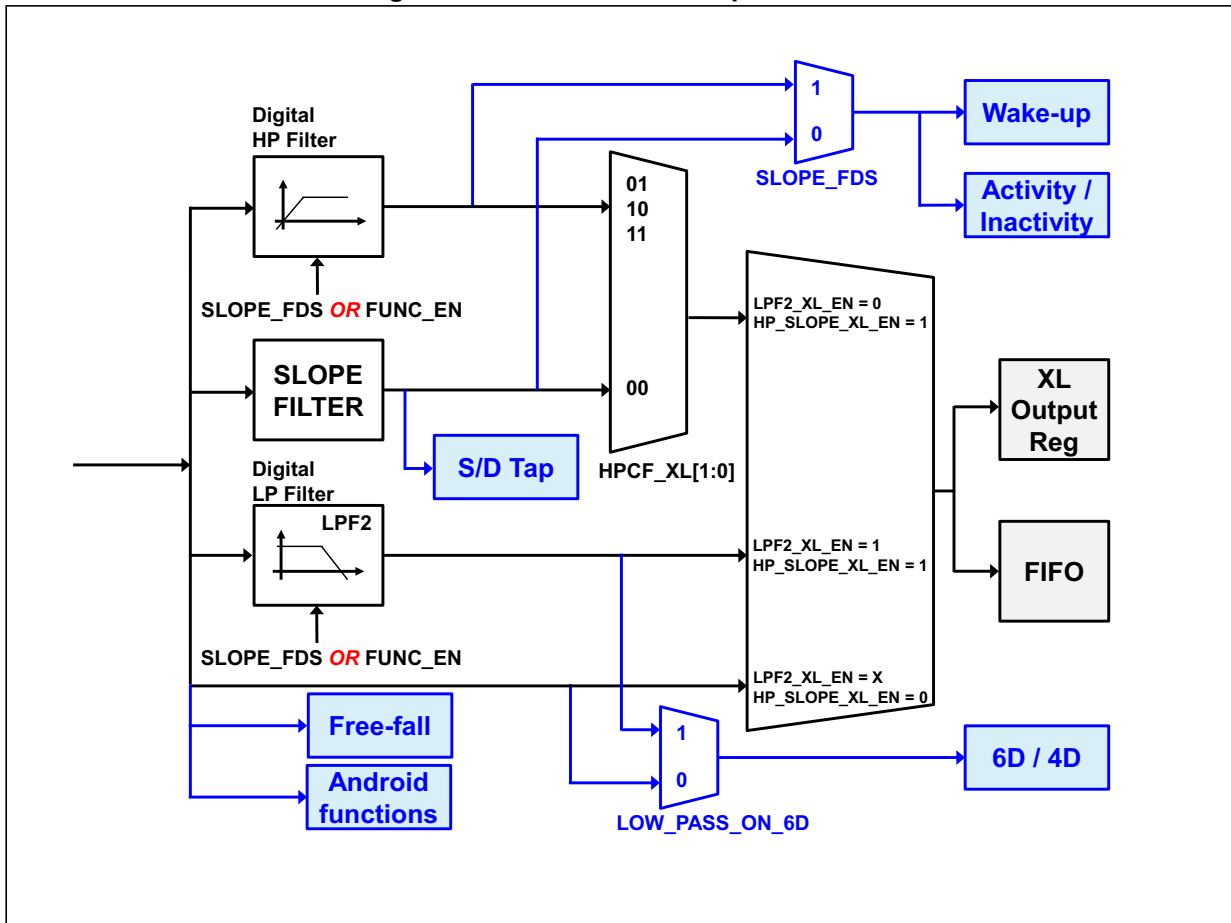 Digital
HP Filter
1
0
SLOPE_FDS
Wake-up
Activity /
Inactivity
01
10
11
00
HPCF_XL[1:0]
SLOPE_FDS OR FUNC_EN
SLOPE
FILTER
S/D Tap
Digital
LP Filter
LPF2
SLOPE_FDS OR FUNC_EN
LPF2_XL_EN = 0
HP_SLOPE_XL_EN = 1
LPF2_XL_EN = 1
HP_SLOPE_XL_EN = 1
LPF2_XL_EN = X
HP_SLOPE_XL_EN = 0
XL
Output
Reg
FIFO
Free-fall
Android
functions
1
0
LOW_PASS_ON_6D
6D / 4D